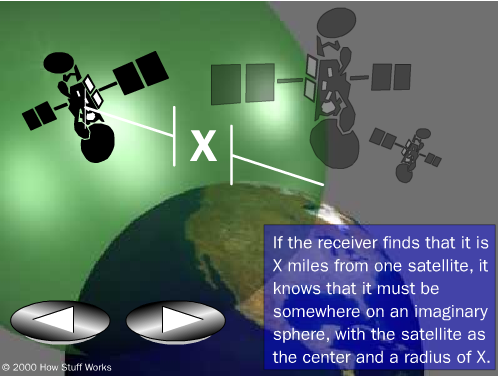 X
If the receiver finds that it is
X miles from one satellite, it
knows that it must be
somewhere on an imaginary
sphere, with the satellite as
the center and a radius of X.
© 2000 How Stuff Works